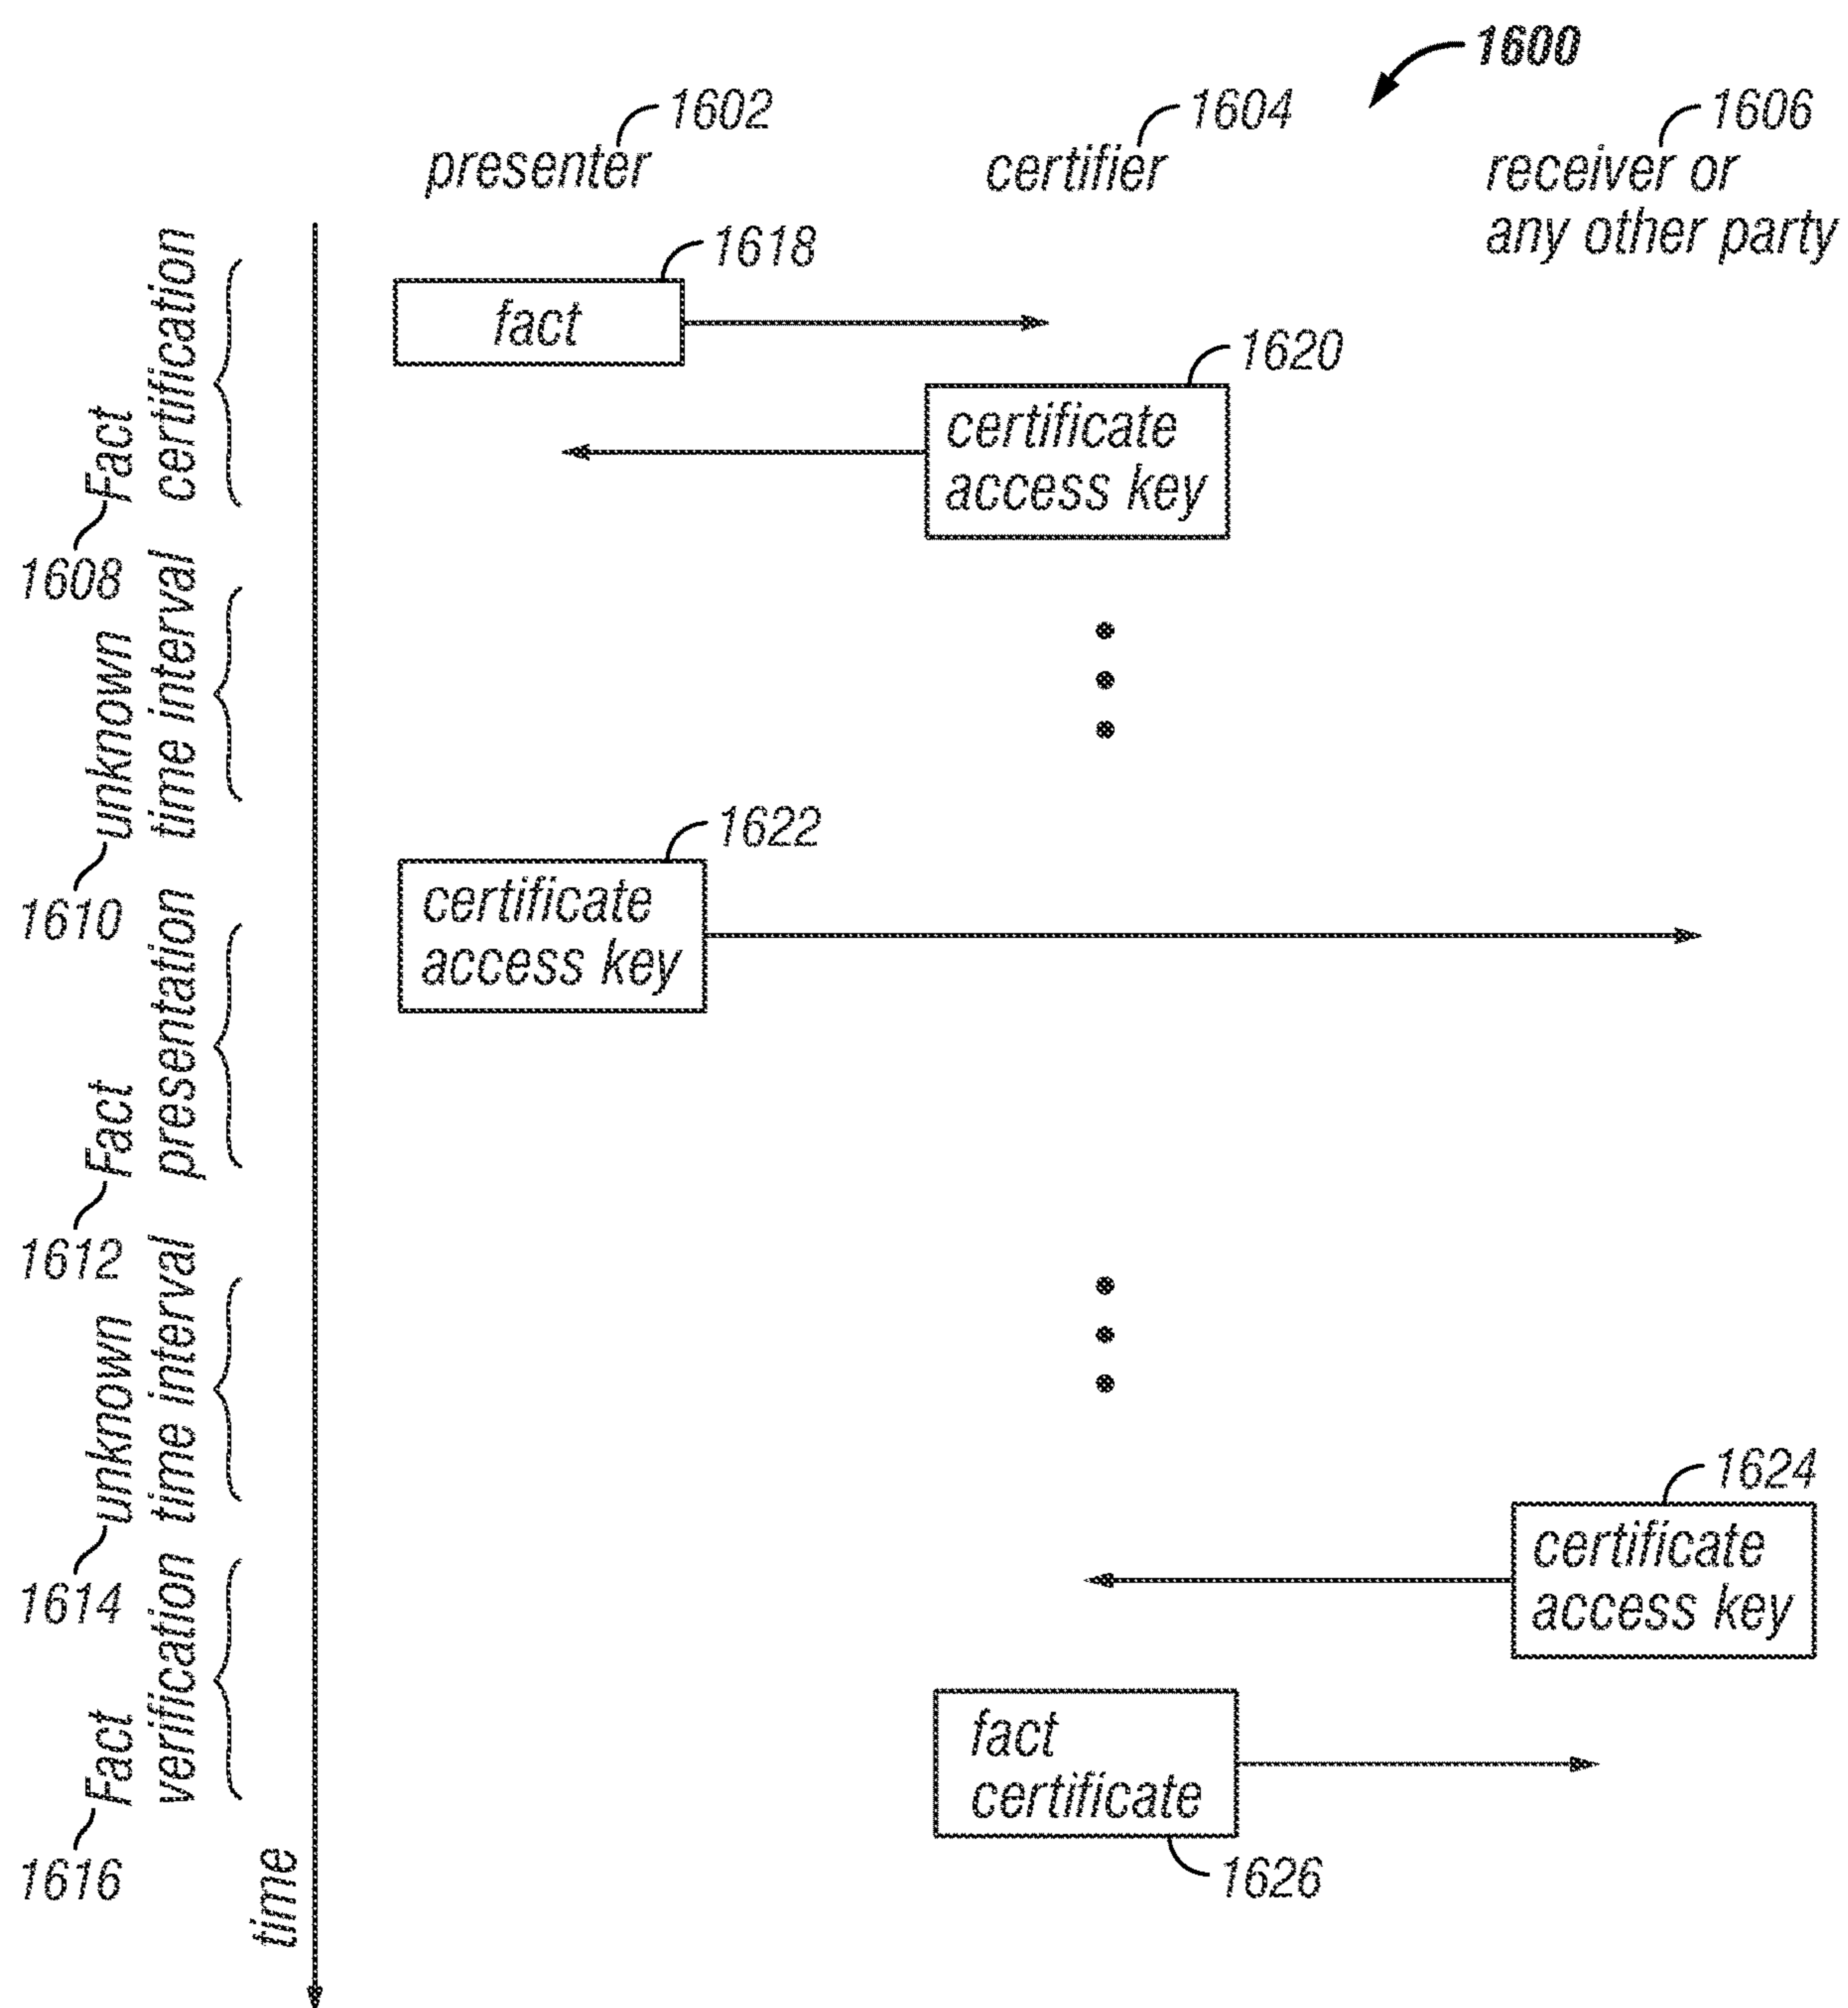 1600
1602
1604
1606
presenter
certifier
receiver or
any other party
1618
fact
1620
certificate
access key
Fact
certification
1608
unknown
time interval
1610
1622
certificate
access key
Fact
presentation
1612
unknown
time interval
1614
1624
certificate
access key
Fact
verification
1616
fact
certificate
1626
time